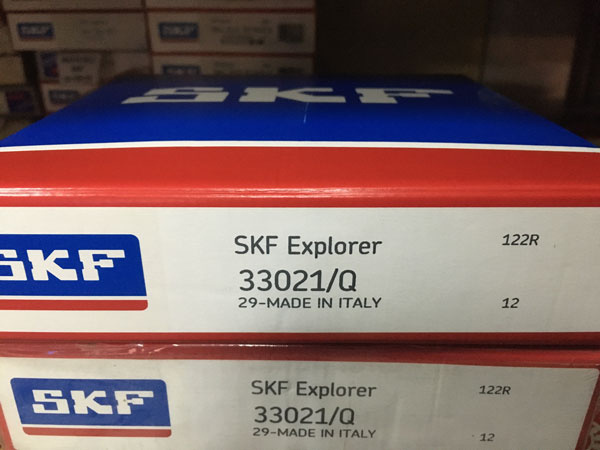 SKF
SKF
SKF Explorer
33021/Q
29-MADE IN ITALY
122R
12
SKF
SKF Explorer
33021/Q
29-MADE IN ITALY
122R
12